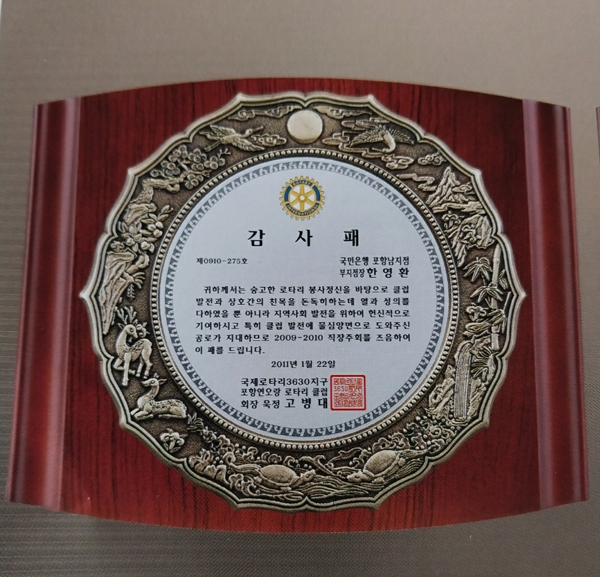 ROTARY
INTERNATIONAL
감사패
제0910-275호
국민은행 포항남지점
부지점장 한영환
귀하께서는 숭고한 로타리 봉사정신을 바탕으로 클럽
발전과 상호간의 친목을 돈독히하는데 열과 성의를
다하였을 뿐 아니라 지역사회 발전을 위하여 헌신적으로
기여하시고 특히 클럽 발전에 물심양면으로 도와주신
공로가 지대하므로 2009-2010 직장주회를 즈음하여
이 패를 드립니다.
2011년 1월 22일
국제로타리3630지구
포항연오랑 로타리 클럽
회장 욱정 고병대
3630